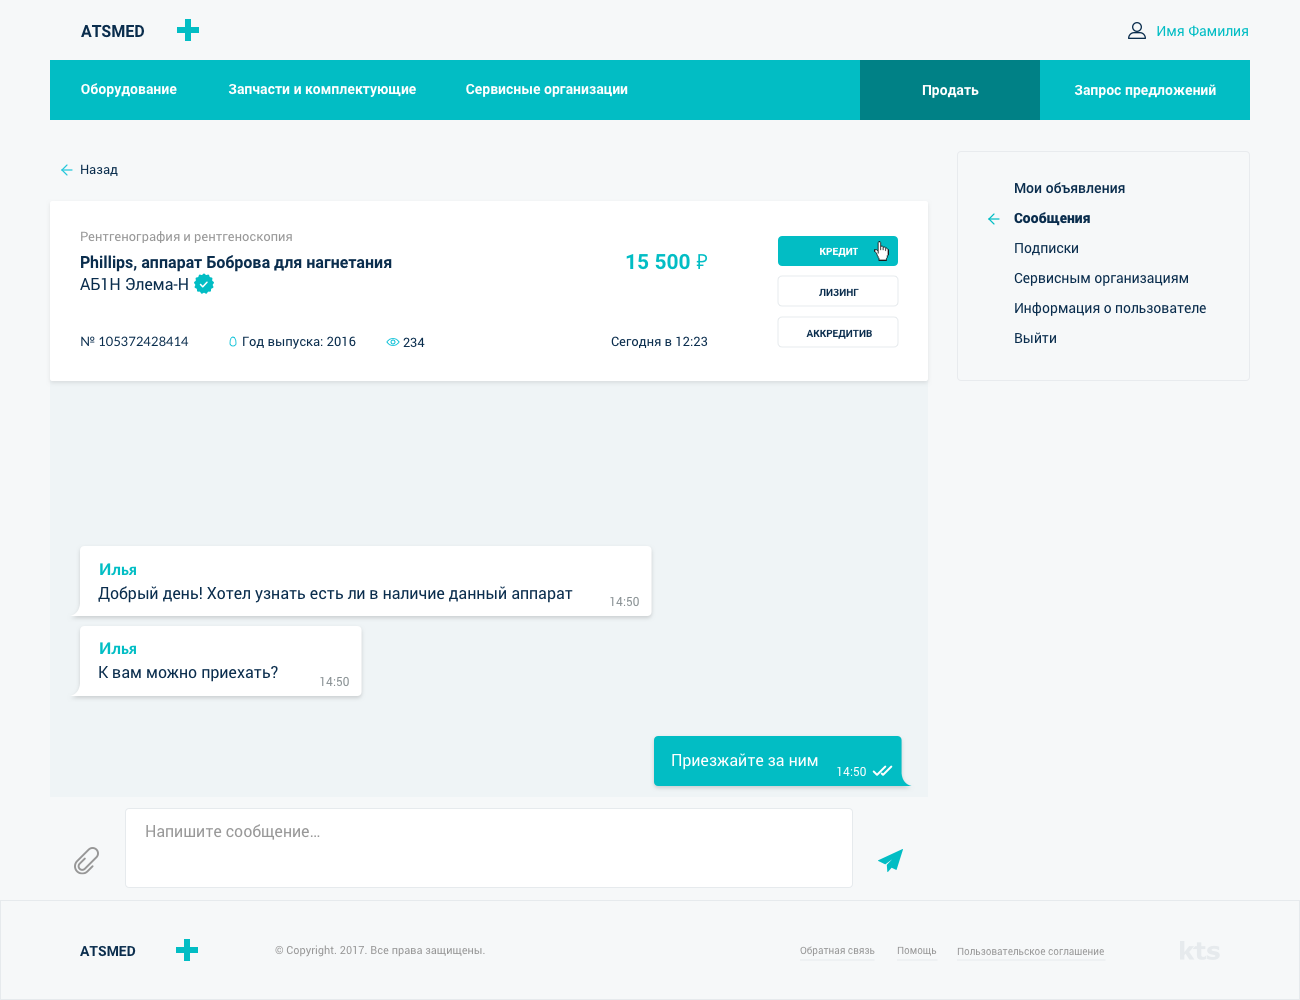 ATSMED
Имя Фамилия
Оборудование
Запчасти и комплектующие
Сервисные организации
Продать
Запрос предложений
Назад
Рентгенография и рентгеноскопия
Phillips, аппарат Боброва для нагнетания
АБ1Н Элема-Н
15 500 ₽
№ 105372428414
Год выпуска: 2016
234
Сегодня в 12:23
КРЕДИТ
ЛИЗИНГ
АККРЕДИТИВ
Мои объявления
Сообщения
Подписки
Сервисным организациям
Информация о пользователе
Выйти
Илья
Добрый день! Хотел узнать есть ли в наличие данный аппарат
14:50
Илья
К вам можно приехать?
14:50
Приезжайте за ним
14:50
Напишите сообщение...
ATSMED
© Copyright. 2017. Все права защищены.
Обратная связь
Помощь
Пользовательское соглашение
kts